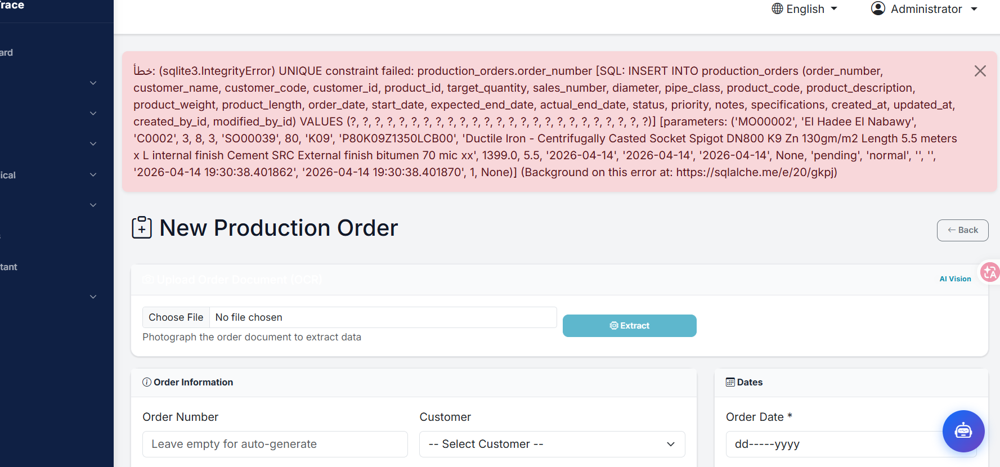 Trace
English
Administrator
ard
خطأ: (sqlite3.IntegrityError) UNIQUE constraint failed: production_orders.order_number [SQL: INSERT INTO production_orders (order_number,
customer_name, customer_code, customer_id, product_id, target_quantity, sales_number, diameter, pipe_class, product_code, product_description,
product_weight, product_length, order_date, start_date, expected_end_date, actual_end_date, status, priority, notes, specifications, created_at, updated_at,
created_by_id, modified_by_id) VALUES (?, ?, ?, ?, ?, ?, ?, ?, ?, ?, ?, ?, ?, ?, ?, ?, ?, ?, ?, ?, ?, ?, ?, ?, ?)] [parameters: ('MO00002', 'El Hadee El Nabawy',
'C0002', 3, 8, 3, 'SO00039', 80, 'K09', 'P80K09Z1350LCB00', 'Ductile Iron - Centrifugally Casted Socket Spigot DN800 K9 Zn 130gm/m2 Length 5.5 meters
x L internal finish Cement SRC External finish bitumen 70 mic xx', 1399.0, 5.5, '2026-04-14', '2026-04-14', '2026-04-14', None, 'pending', 'normal', '', '',
'2026-04-14 19:30:38.401862', '2026-04-14 19:30:38.401870', 1, None)] (Background on this error at: https://sqlalche.me/e/20/gkpj)
ical
s
tant
New Production Order
← Back
Upload Order Document (OCR)
AI Vision
Choose File
No file chosen
Extract
Photograph the order document to extract data
Order Information
Dates
Order Number
Customer
Order Date *
Leave empty for auto-generate
-- Select Customer --
dd-----yyyy